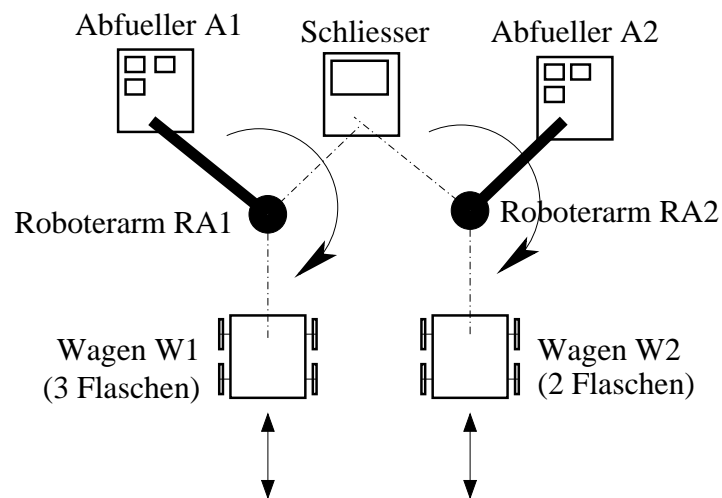 Abfueller A1
Schliesser
Abfueller A2
Roboterarm RA1
Roboterarm RA2
Wagen W1
(3 Flaschen)
Wagen W2
(2 Flaschen)